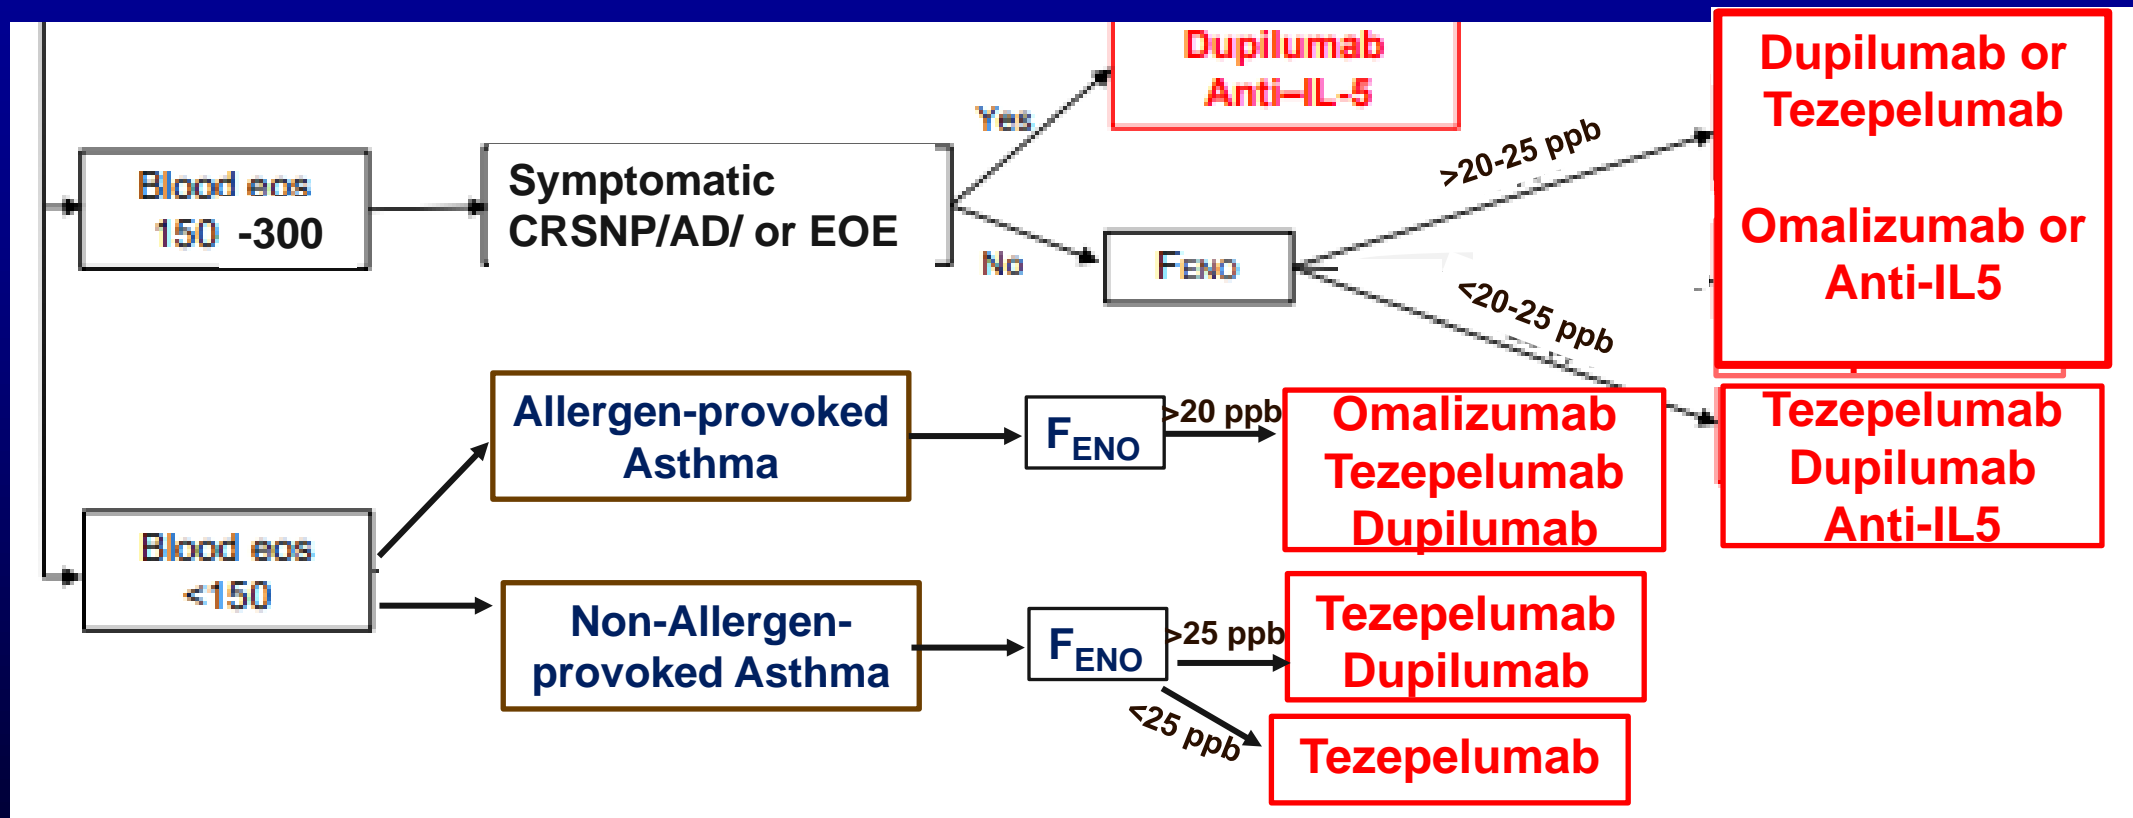 Dupilumab
Anti–IL-5
Dupilumab or
Tezepelumab
Omalizumab or
Anti-IL5
Yes
>20-25 ppb
Blood eos
150 -300
Symptomatic
CRSNP/AD/ or EOE
No
FENO
<20-25 ppb
Allergen-provoked
Asthma
FENO
>20 ppb
Omalizumab
Tezepelumab
Dupilumab
Tezepelumab
Dupilumab
Anti-IL5
Blood eos
<150
Non-Allergen-
provoked Asthma
FENO
>25 ppb
Tezepelumab
Dupilumab
<25 ppb
Tezepelumab